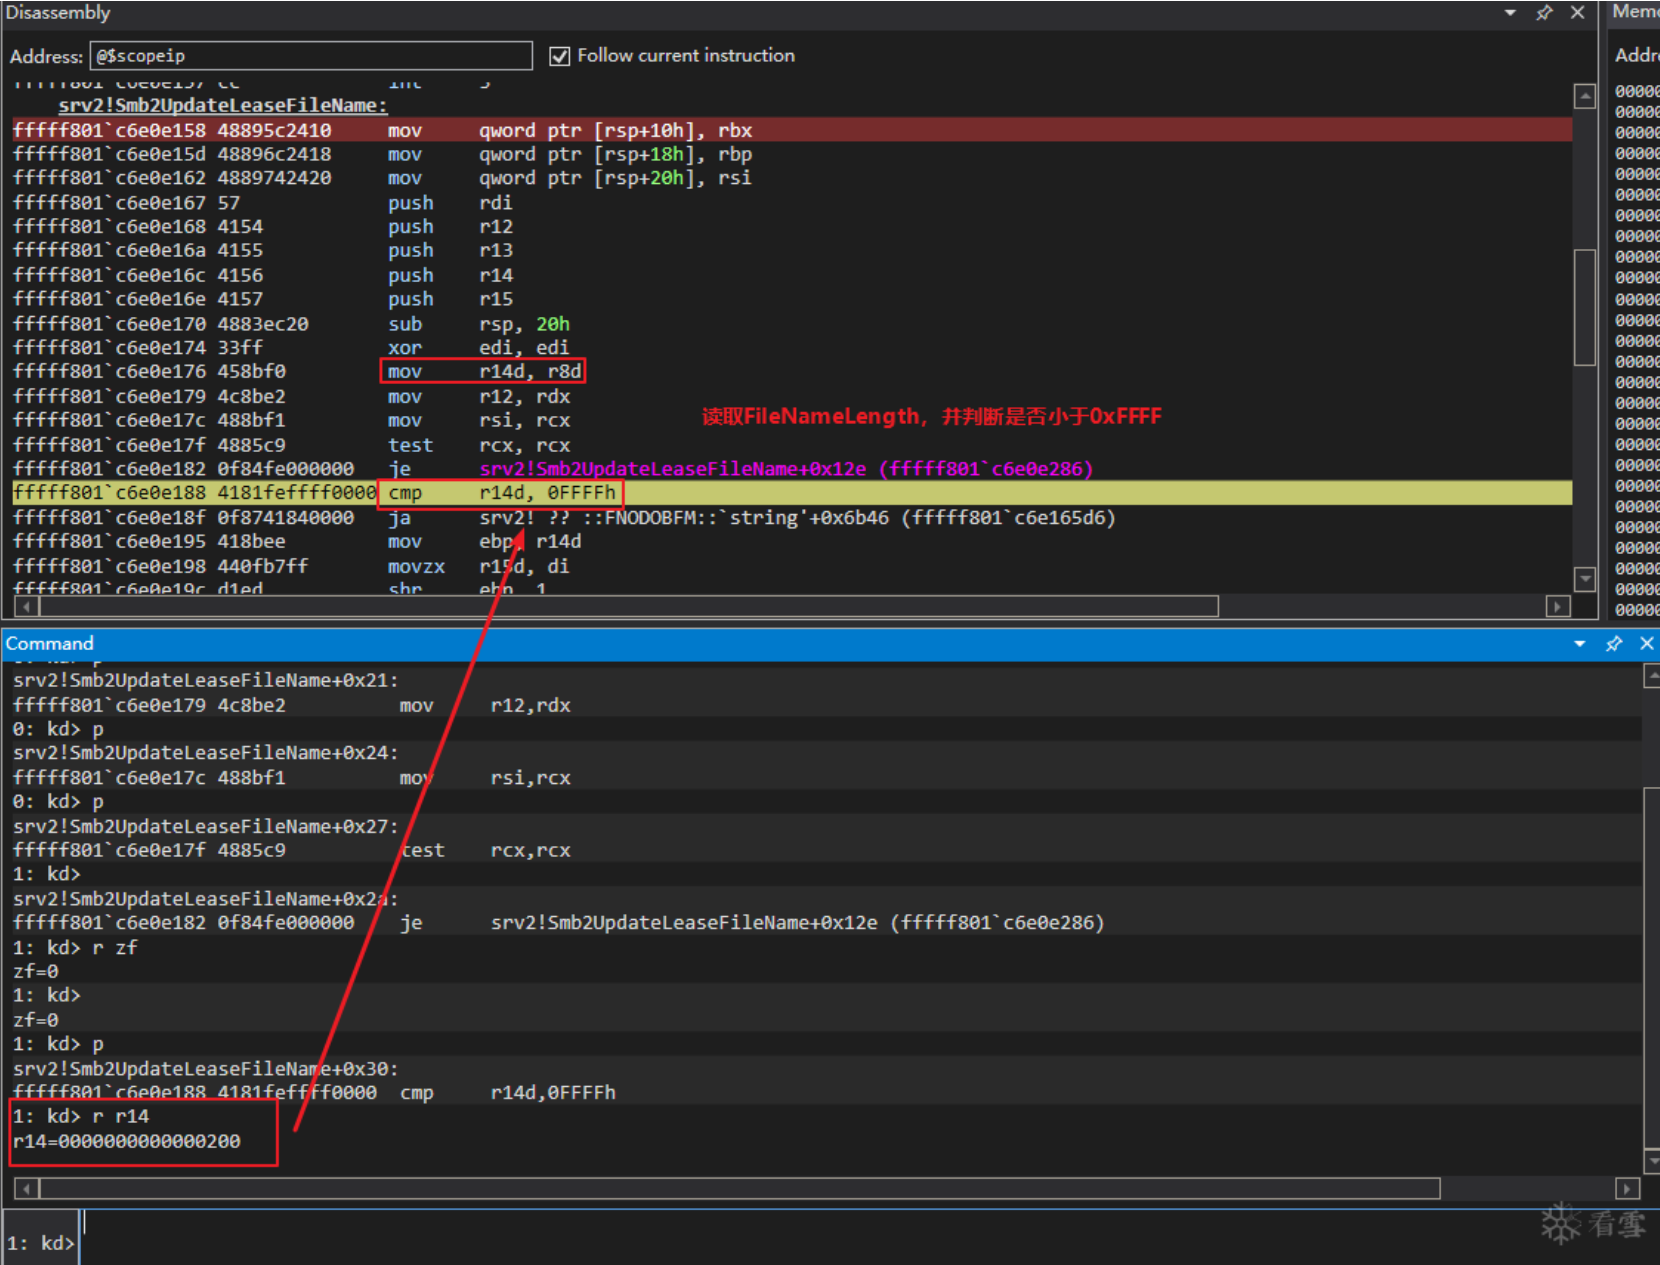 Disassembly
Address: @$scopeip
Follow current instruction
fffff801`c6e0e157 cc int 3
srv2!Smb2UpdateLeaseFileName:
fffff801`c6e0e158 48895c2410 mov qword ptr [rsp+10h], rbx
fffff801`c6e0e15d 48896c2418 mov qword ptr [rsp+18h], rbp
fffff801`c6e0e162 4889742420 mov qword ptr [rsp+20h], rsi
fffff801`c6e0e167 57 push rdi
fffff801`c6e0e168 4154 push r12
fffff801`c6e0e16a 4155 push r13
fffff801`c6e0e16c 4156 push r14
fffff801`c6e0e16e 4157 push r15
fffff801`c6e0e170 4883ec20 sub rsp, 20h
fffff801`c6e0e174 33ff xor edi, edi
fffff801`c6e0e176 458bf0 mov r14d, r8d
fffff801`c6e0e179 4c8be2 mov r12, rdx
fffff801`c6e0e17c 488bf1 mov rsi, rcx
读取FileNameLength，并判断是否小于0xFFFF
fffff801`c6e0e17f 4885c9 test rcx, rcx
fffff801`c6e0e182 0f84fe000000 je srv2!Smb2UpdateLeaseFileName+0x12e (fffff801`c6e0e286)
fffff801`c6e0e188 4181feffff0000 cmp r14d, 0FFFFh
fffff801`c6e0e18f 0f8741840000 ja srv2! ?? ::FNODOBFM::`string'+0x6b46 (fffff801`c6e165d6)
fffff801`c6e0e195 418bee mov ebp, r14d
fffff801`c6e0e198 440fb7ff movzx r15d, di
fffff801`c6e0e19c d1ed shr ebp, 1
Command
srv2!Smb2UpdateLeaseFileName+0x21:
fffff801`c6e0e179 4c8be2 mov r12,rdx
0: kd> p
srv2!Smb2UpdateLeaseFileName+0x24:
fffff801`c6e0e17c 488bf1 mov rsi,rcx
0: kd> p
srv2!Smb2UpdateLeaseFileName+0x27:
fffff801`c6e0e17f 4885c9 test rcx,rcx
1: kd>
srv2!Smb2UpdateLeaseFileName+0x2a:
fffff801`c6e0e182 0f84fe000000 je srv2!Smb2UpdateLeaseFileName+0x12e (fffff801`c6e0e286)
1: kd> r zf
zf=0
1: kd>
zf=0
1: kd> p
srv2!Smb2UpdateLeaseFileName+0x30:
fffff801`c6e0e188 4181feffff0000 cmp r14d,0FFFFh
1: kd> r r14
r14=0000000000000200
1: kd>
看雪